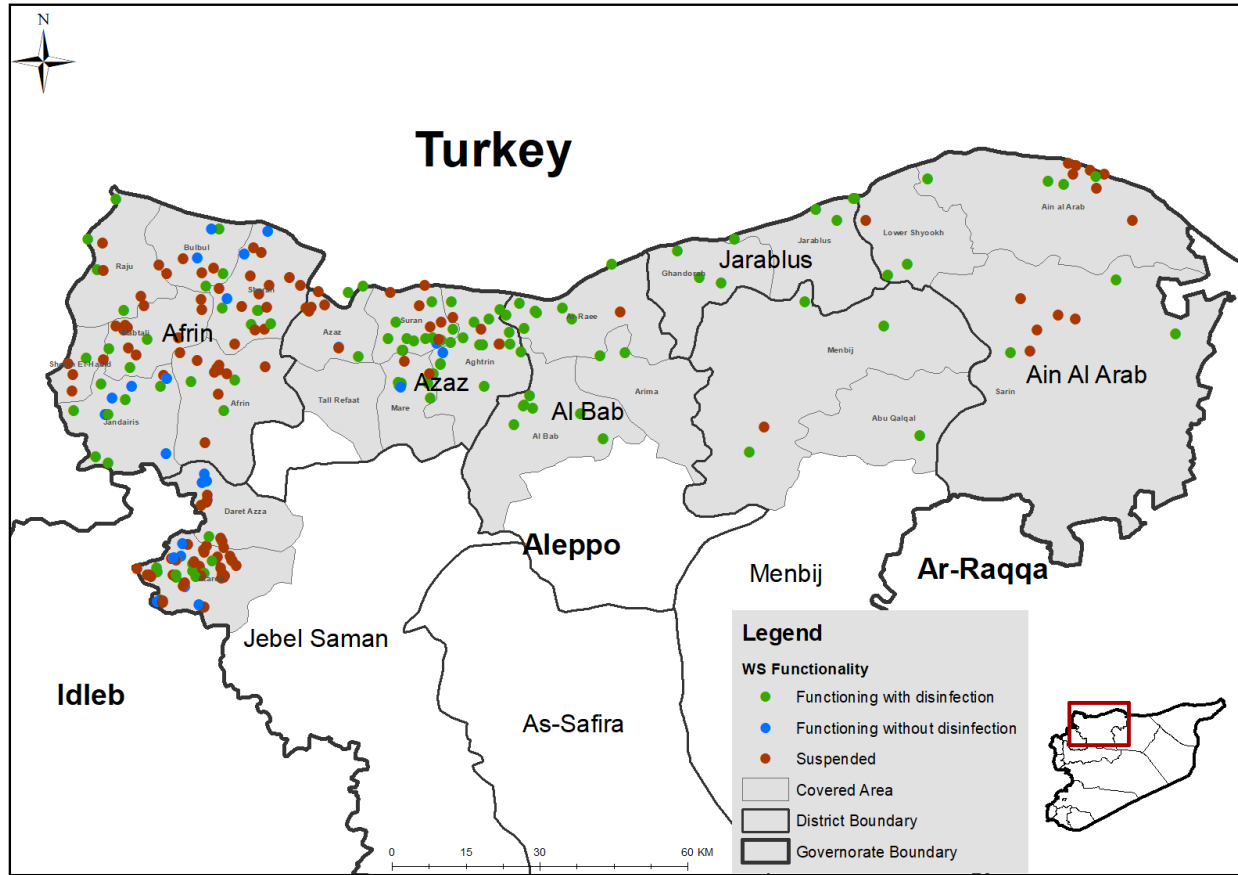 N
Turkey
Ain al Arab
Lower Shyookh
Jarablus
Bulbul
Raju
Sharan
Ghandorah
Jarablus
Afrin
Azaz
Suran
Ar-Raee
Aghtrin
Menbij
Sheikh El-Hadid
Azaz
Ain Al Arab
Sarin
Arima
Tall Refaat
Mare
Al Bab
Afrin
Jandairis
Al Bab
Abu Qalqal
Daret Azza
Aleppo
Menbij
Ar-Raqqa
Jebel Saman
Idleb
As-Safira
Legend
WS Functionality
Functioning with disinfection
Functioning without disinfection
Suspended
Covered Area
District Boundary
Governorate Boundary
0 15 30 60 KM